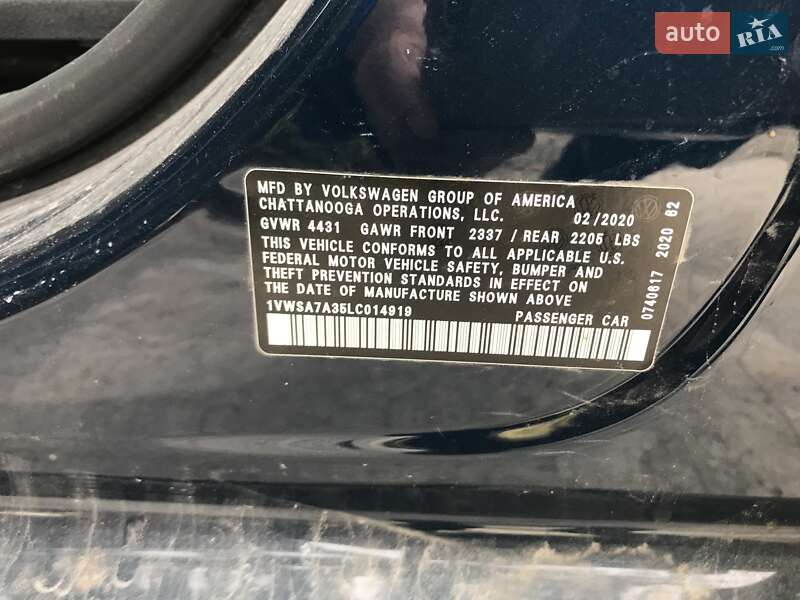 auto RIA
.com
MFD BY VOLKSWAGEN GROUP OF AMERICA
CHATTANOOGA OPERATIONS, LLC. 02/2020
GVWR 4431 GAWR FRONT 2337 / REAR 2205 LBS
THIS VEHICLE CONFORMS TO ALL APPLICABLE U.S.
FEDERAL MOTOR VEHICLE SAFETY, BUMPER AND
THEFT PREVENTION STANDARDS IN EFFECT ON
THE DATE OF MANUFACTURE SHOWN ABOVE
1VWSA7A35LC014919 PASSENGER CAR
0740617 2020 62